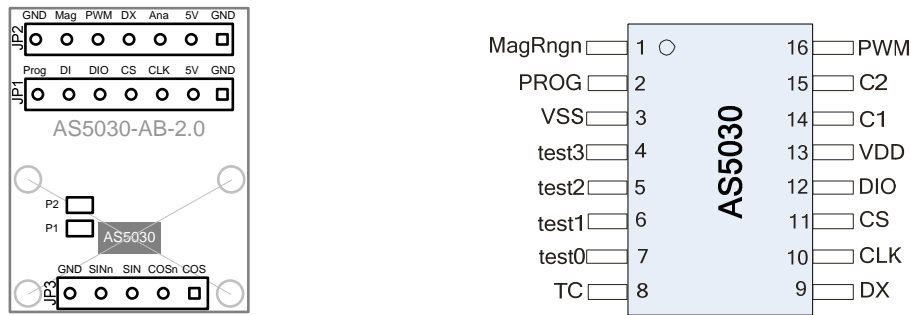 GND Mag PWM DX Ana 5V GND
JP2
Prog DI DIO CS CLK 5V GND
JP1
AS5030-AB-2.0
P2
P1
AS5030
GND SINn SIN COSn COS
JP3
MagRngn 1 16 PWM
PROG 2 15 C2
VSS 3 14 C1
test3 4 13 VDD
test2 5 12 DIO
test1 6 11 CS
test0 7 10 CLK
TC 8 9 DX
AS5030